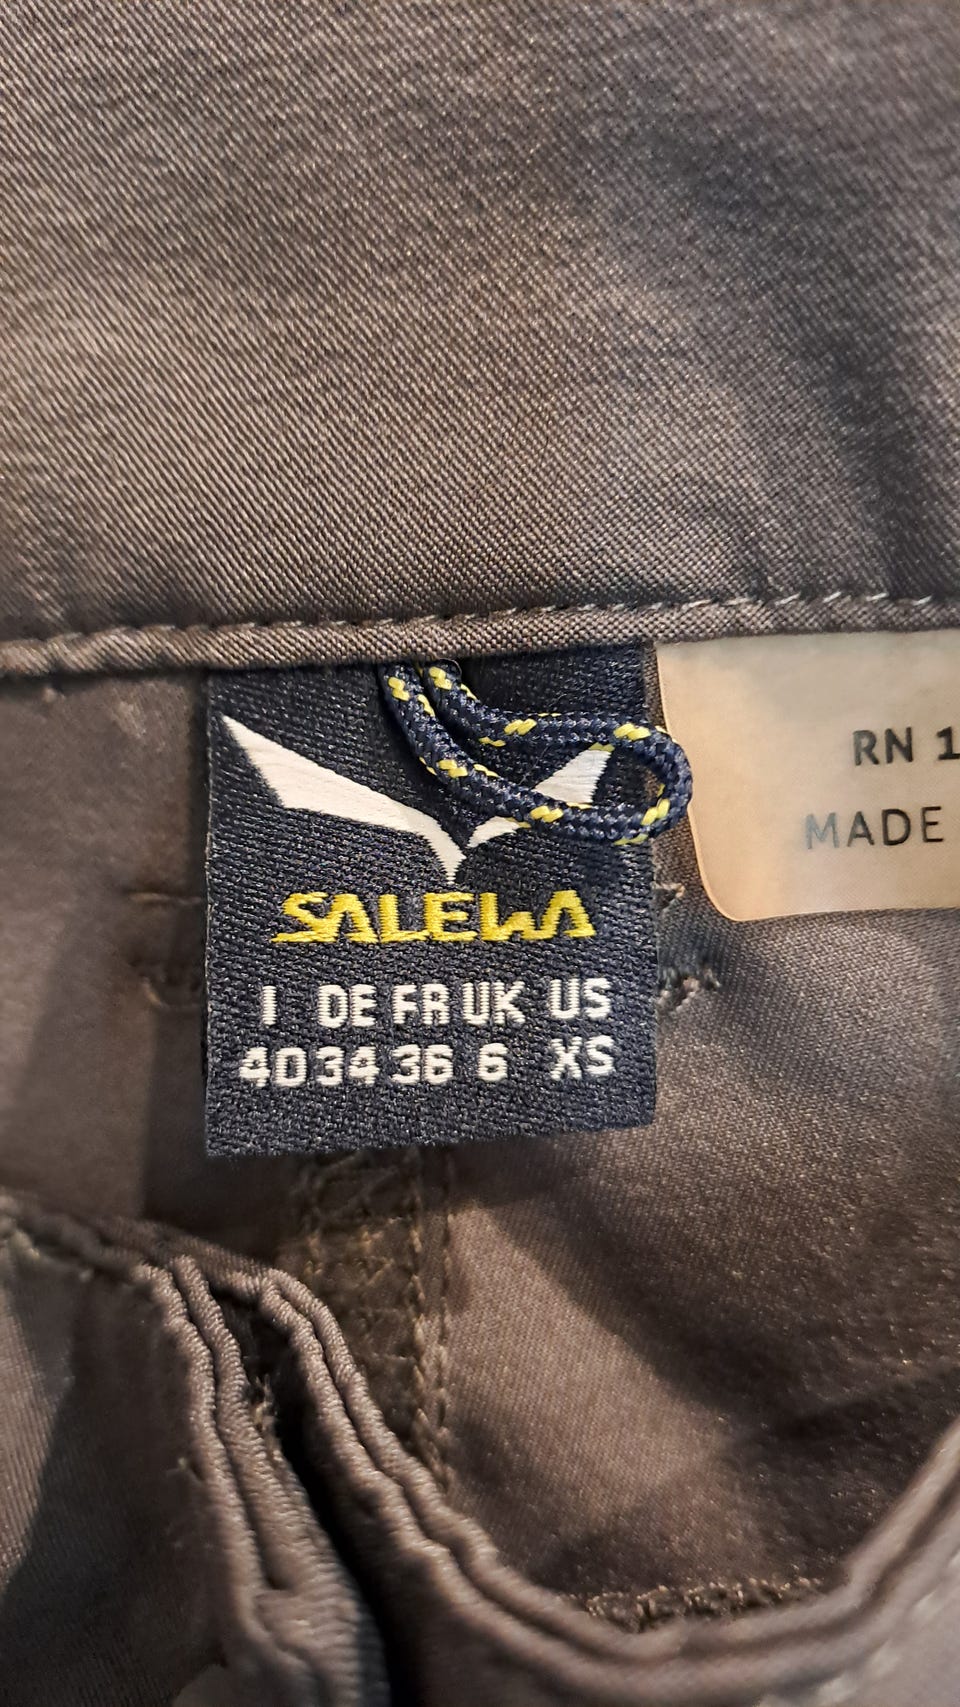 SALEWA
I DE FR UK US
40 34 36 6 XS
RN 1
MADE